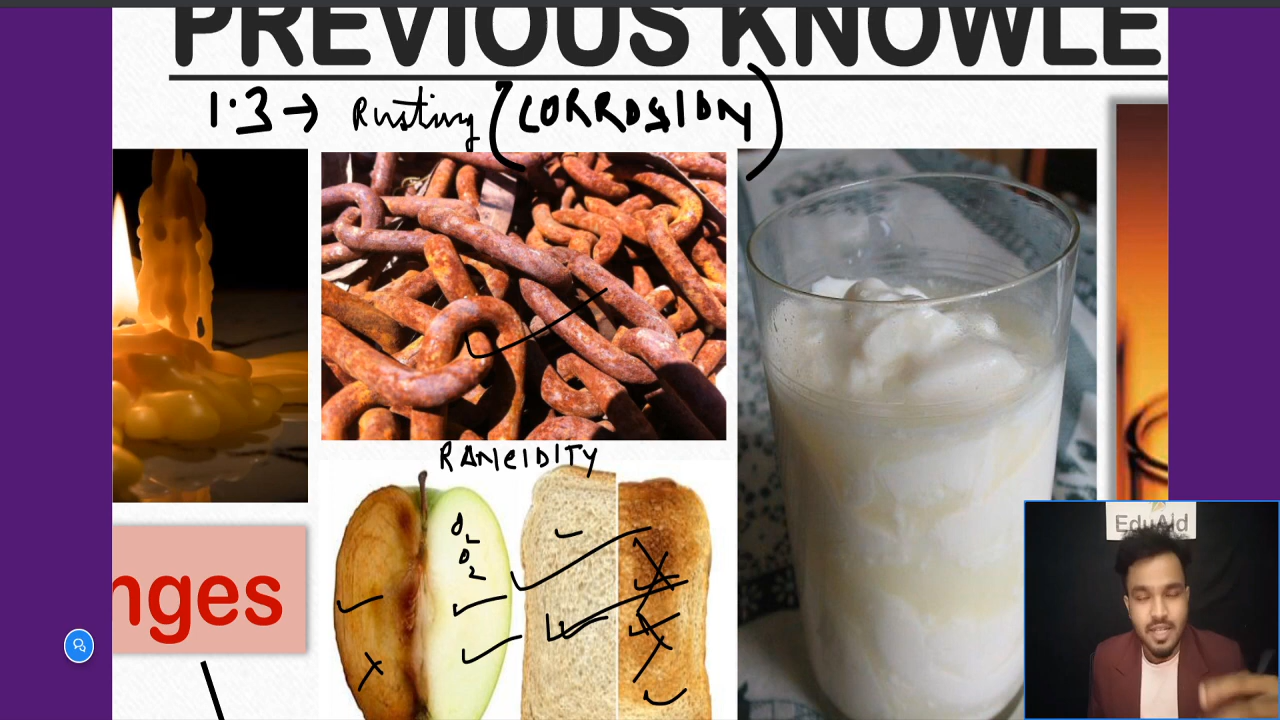 PREVIOUS KNOWLE
1.3 → Rusting (CORROSION)
RANCIDITY
O2
O2
nges
EduAid